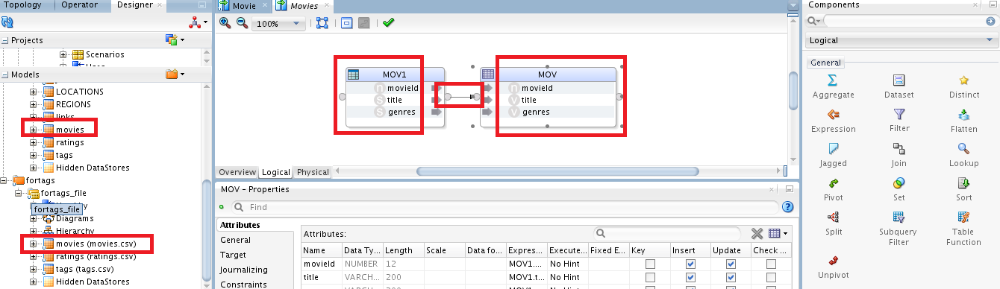 Topology Operator Designer
Projects
Scenarios
Models
LOCATIONS
REGIONS
links
movies
ratings
tags
Hidden DataStores
fortags
fortags_file
fortags_file
Diagrams
Hierarchy
movies (movies.csv)
ratings (ratings.csv)
tags (tags.csv)
Hidden DataStores
Movie Movies
100%
MOV1
n movieId
S title
S genres
MOV
n movieId
V title
V genres
Overview Logical Physical
MOV - Properties
Find
Attributes
General
Target
Journalizing
Constraints
Attributes:
Name Data Ty... Length Scale Data fo... Expres... Execute... Fixed E... Key Insert Update Check ...
movieId NUMBER 12 MOV1.... No Hint
title VARCH... 200 MOV1.t... No Hint
Components
Logical
General
Aggregate Dataset Distinct
Expression Filter Flatten
Jagged Join Lookup
Pivot Set Sort
Split Subquery Filter Table Function
Unpivot